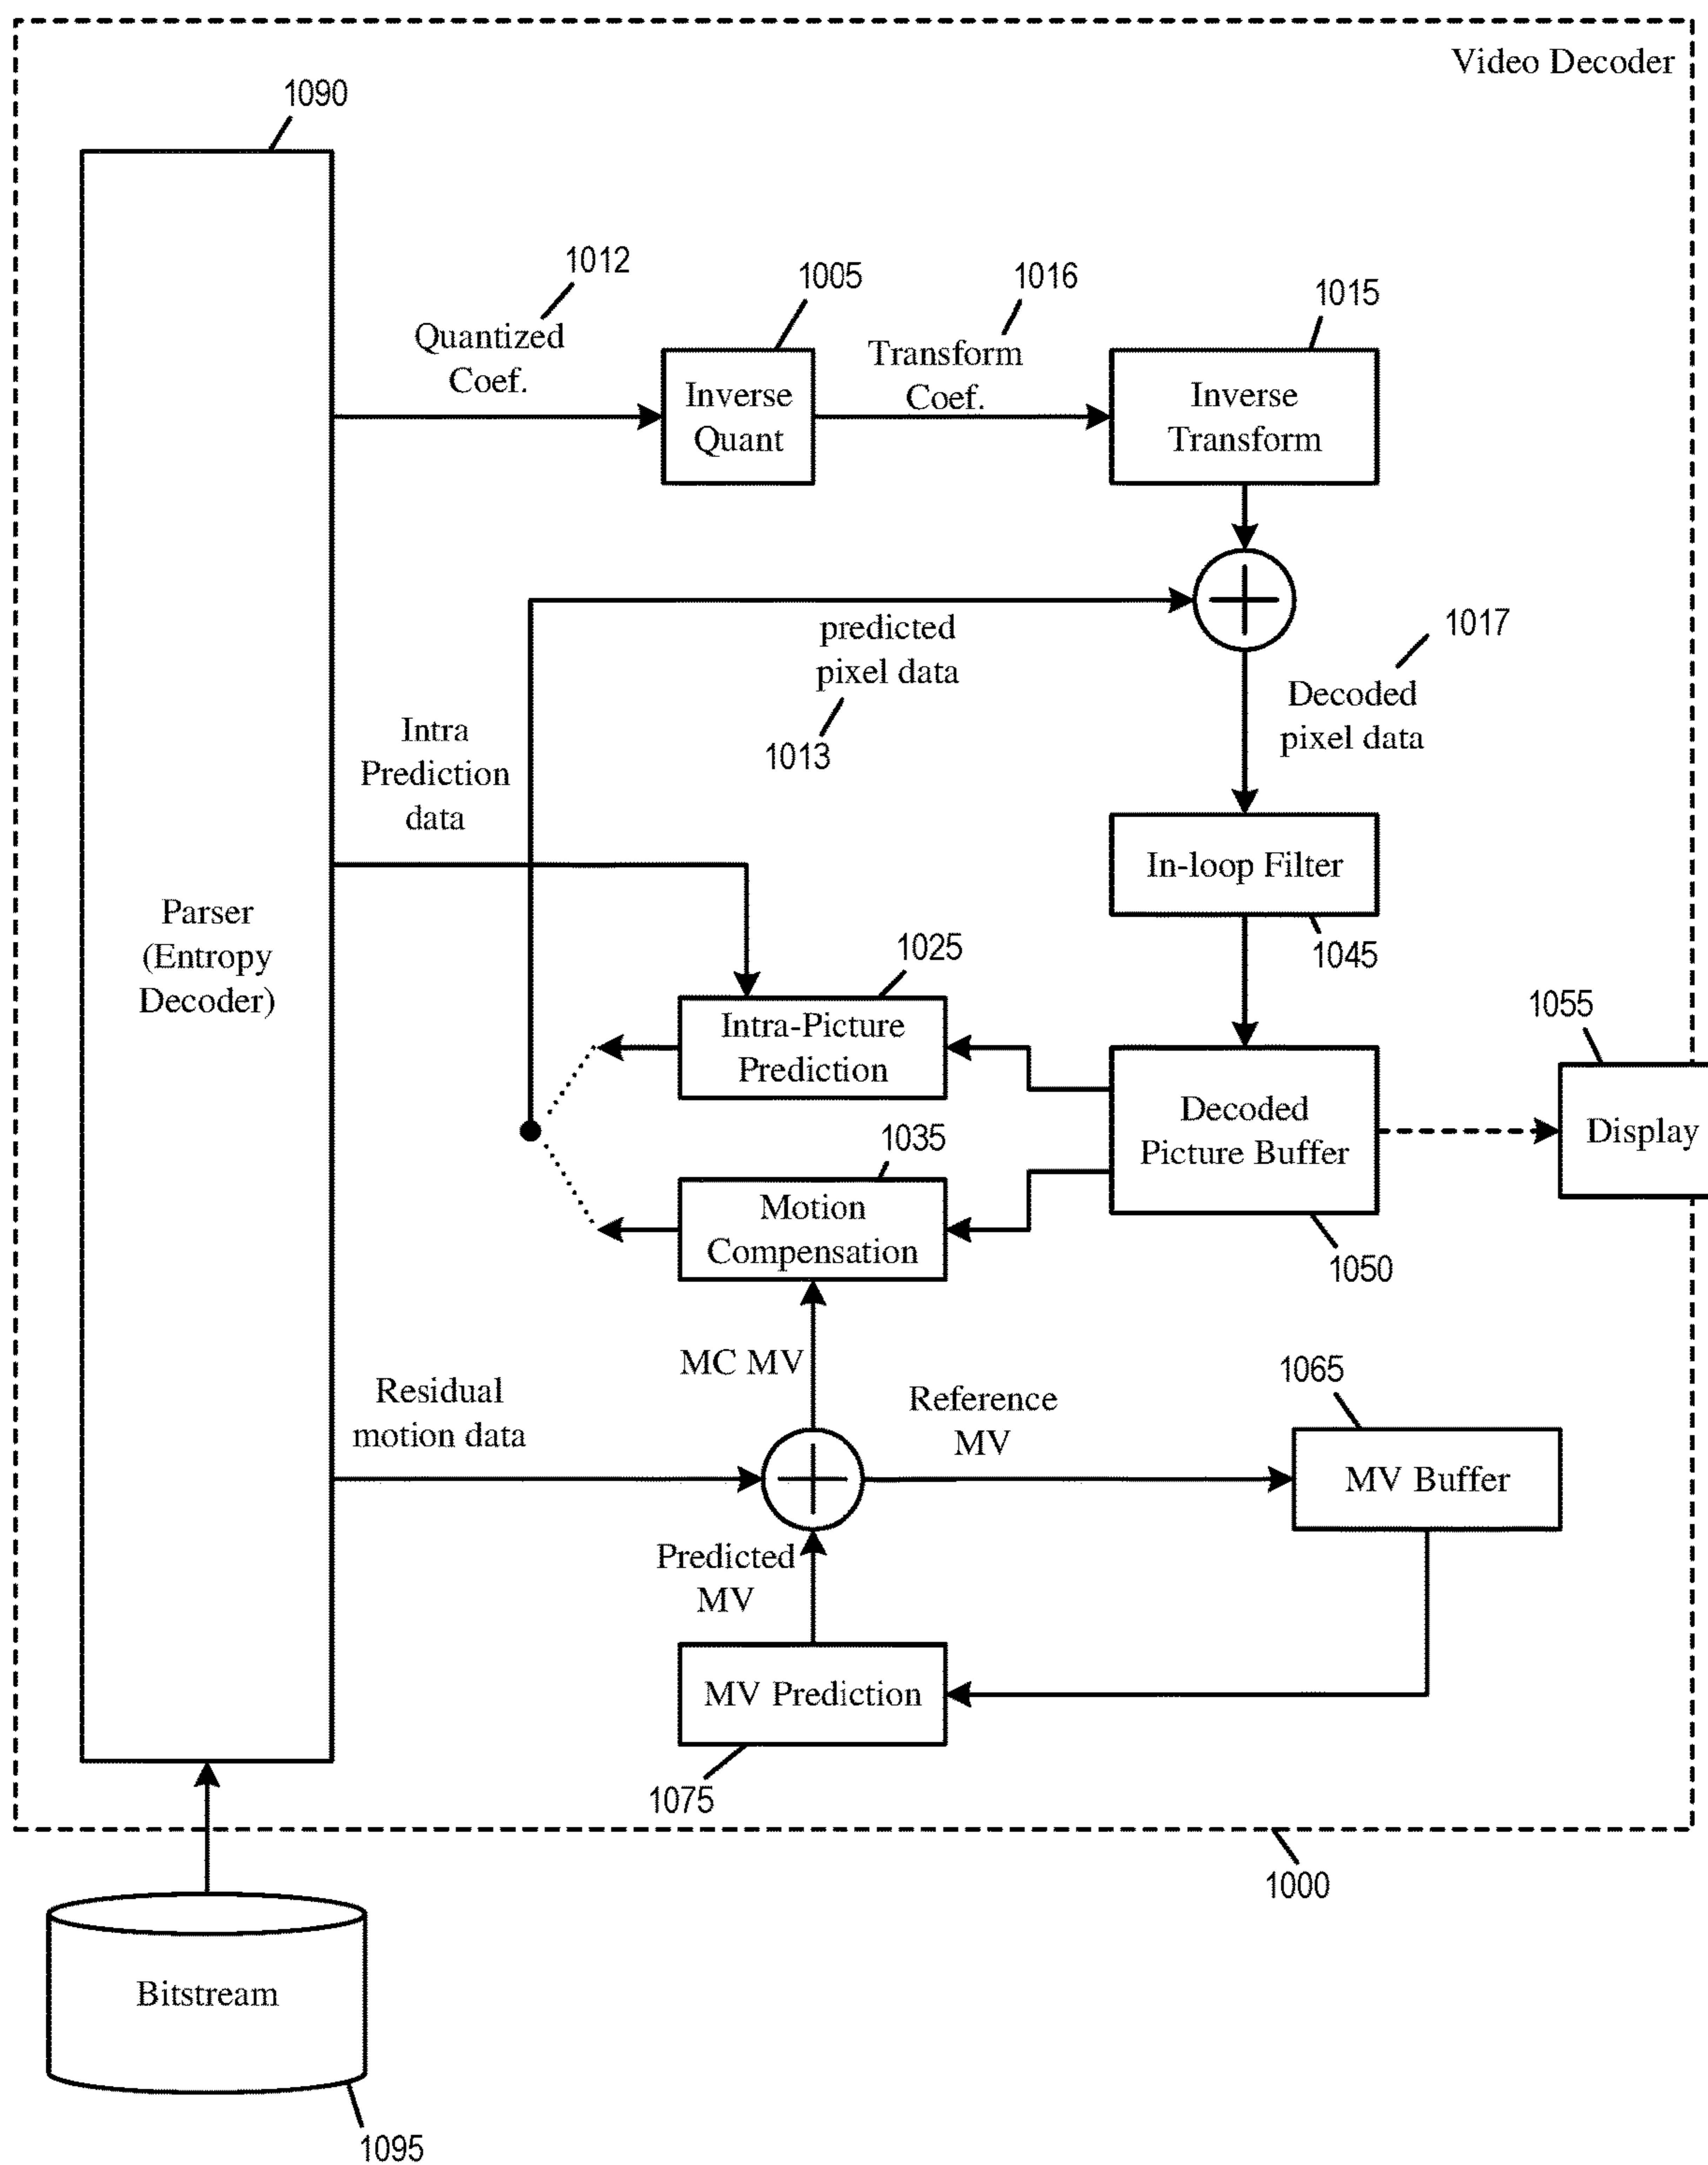 Video Decoder
1090
1012
1005
1016
1015
Quantized
Coef.
Inverse
Quant
Transform
Coef.
Inverse
Transform
predicted
pixel data
1013
1017
Decoded
pixel data
Intra
Prediction
data
In-loop Filter
1045
Parser
(Entropy
Decoder)
1025
Intra-Picture
Prediction
1055
Decoded
Picture Buffer
Display
1035
Motion
Compensation
1050
MC MV
Residual
motion data
Reference
MV
1065
MV Buffer
Predicted
MV
MV Prediction
1075
1000
Bitstream
1095